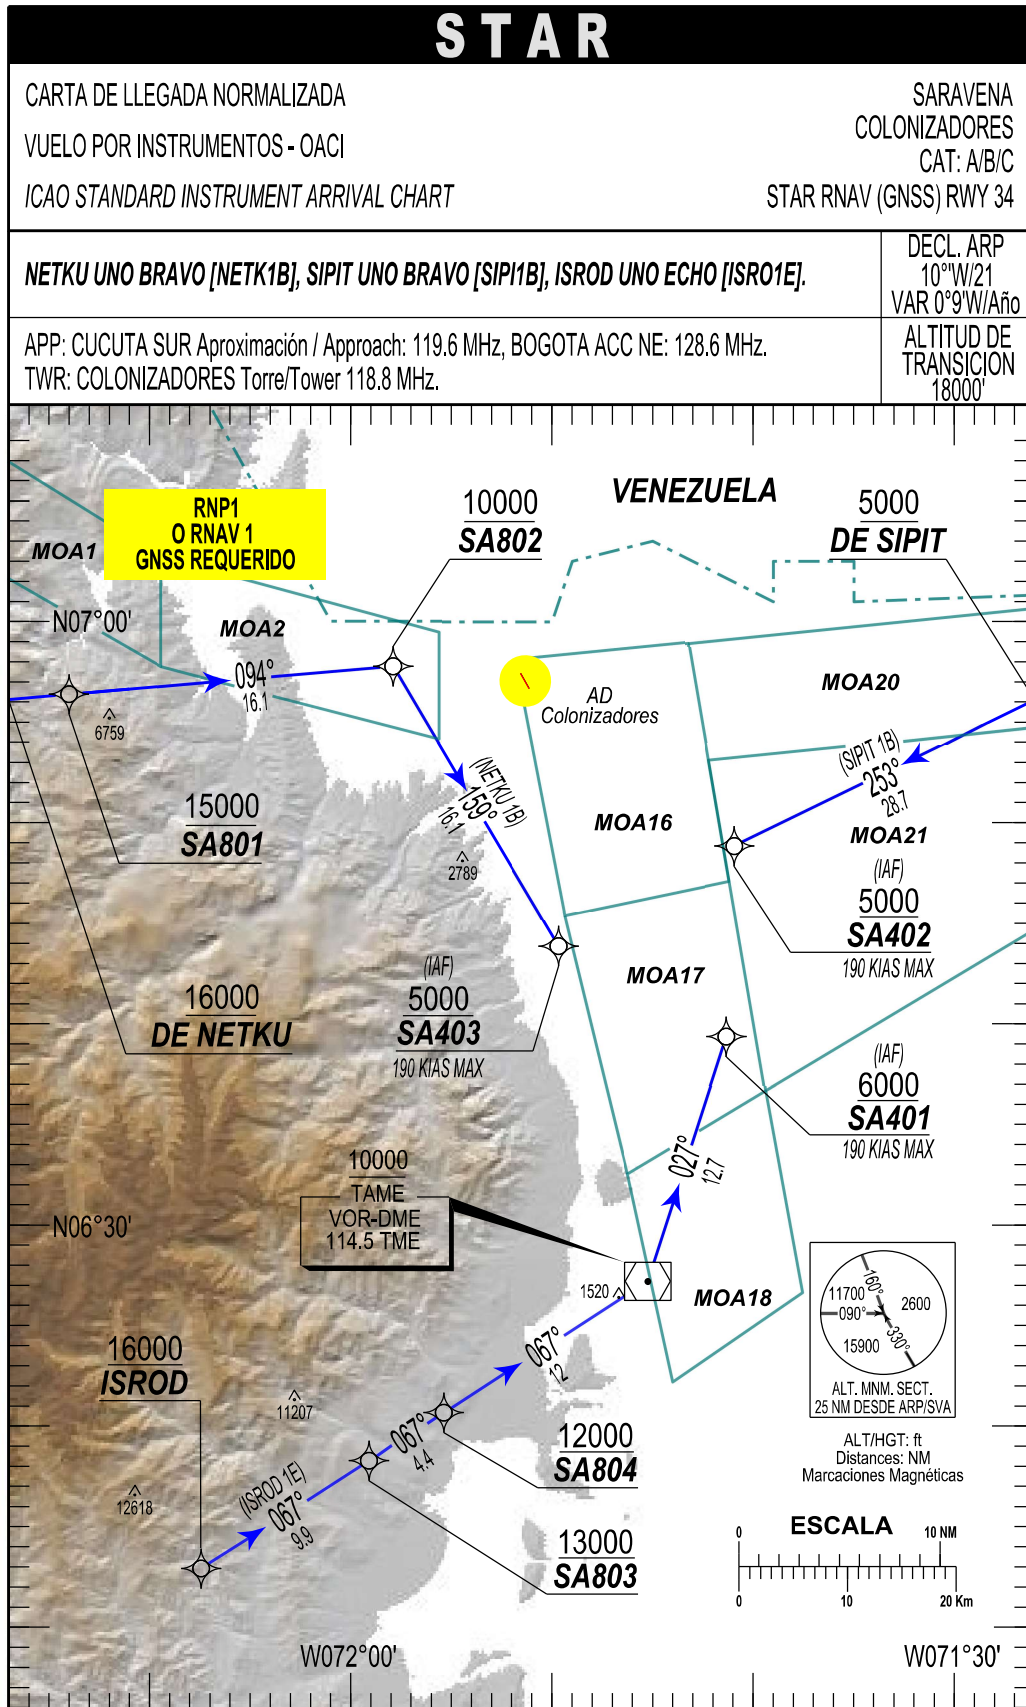 STAR
CARTA DE LLEGADA NORMALIZADA
VUELO POR INSTRUMENTOS - OACI
ICAO STANDARD INSTRUMENT ARRIVAL CHART
SARAVENA
COLONIZADORES
CAT: A/B/C
STAR RNAV (GNSS) RWY 34
NETKU UNO BRAVO [NETK1B], SIPIT UNO BRAVO [SIPI1B], ISROD UNO ECHO [ISRO1E].
DECL. ARP
10°'W/21
VAR 0°9'W/Año
APP: CUCUTA SUR Aproximación / Approach: 119.6 MHz, BOGOTA ACC NE: 128.6 MHz.
TWR: COLONIZADORES Torre/Tower 118.8 MHz.
ALTITUD DE
TRANSICION
18000'
RNP1
O RNAV 1
GNSS REQUERIDO
MOA1
10000
SA802
VENEZUELA
5000
DE SIPIT
N07°00'
MOA2
094°
16.1
AD
Colonizadores
MOA20
6759
15000
SA801
(NETKU 1B)
159°
16.1
(SIPIT 1B)
253°
28.7
MOA16
MOA21
2789
(IAF)
5000
SA402
190 KIAS MAX
16000
DE NETKU
(IAF)
5000
SA403
190 KIAS MAX
MOA17
(IAF)
6000
SA401
190 KIAS MAX
10000
TAME
VOR-DME
114.5 TME
027°
12.7
N06°30'
1520
MOA18
160°
11700
090°
2600
330°
15900
ALT. MNM. SECT.
25 NM DESDE ARP/SVA
16000
ISROD
067°
12
11207
067°
4.4
12000
SA804
ALT/HGT: ft
Distances: NM
Marcaciones Magnéticas
12618
(ISROD 1E)
067°
9.9
13000
SA803
ESCALA
0
10 NM
0
10
20 Km
W072°00'
W071°30'